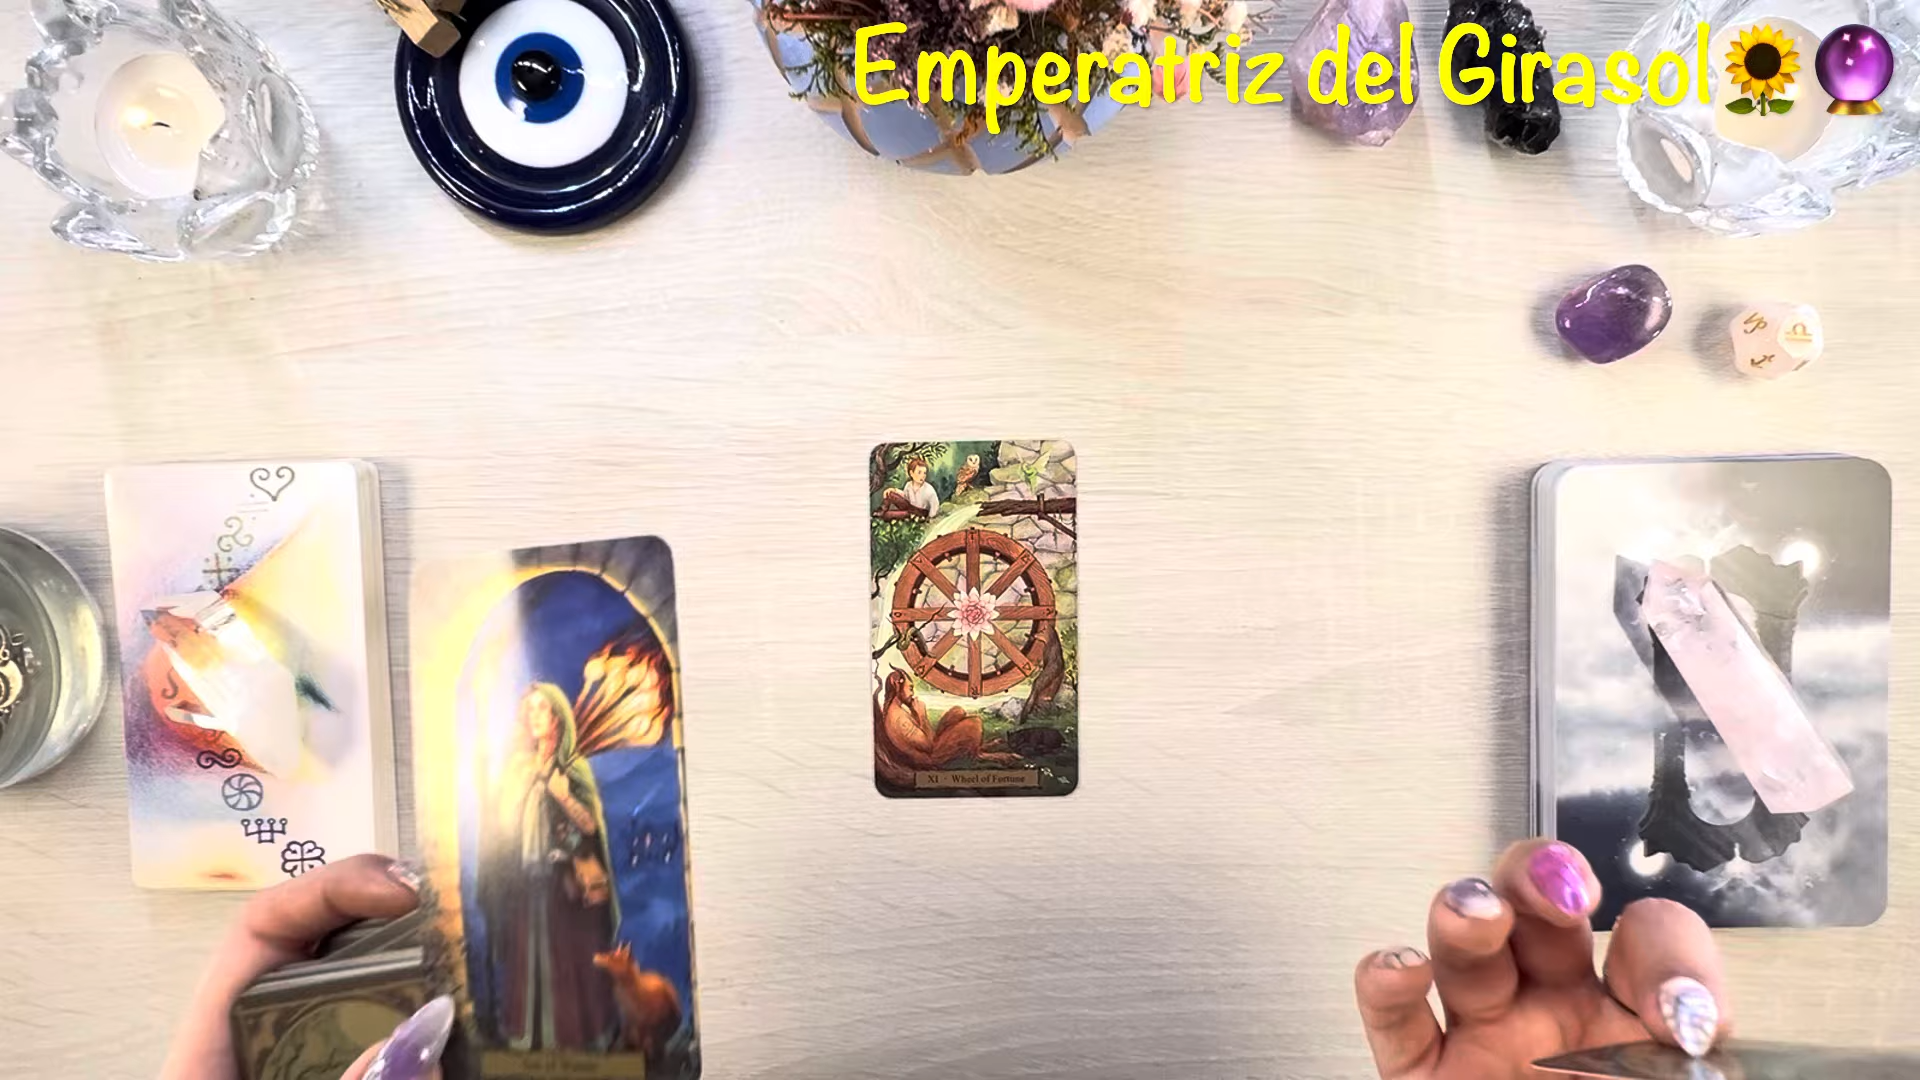 Emperatriz del Girasol🌻🔮
XI · Wheel of Fortune